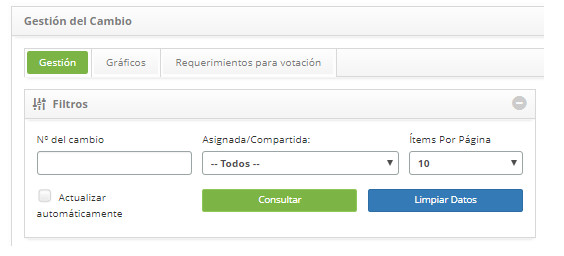 Gestión del Cambio
Gestión Gráficos Requerimientos para votación
Filtros
Nº del cambio Asignada/Compartida: Ítems Por Página
-- Todos -- 10
Actualizar automáticamente Consultar Limpiar Datos